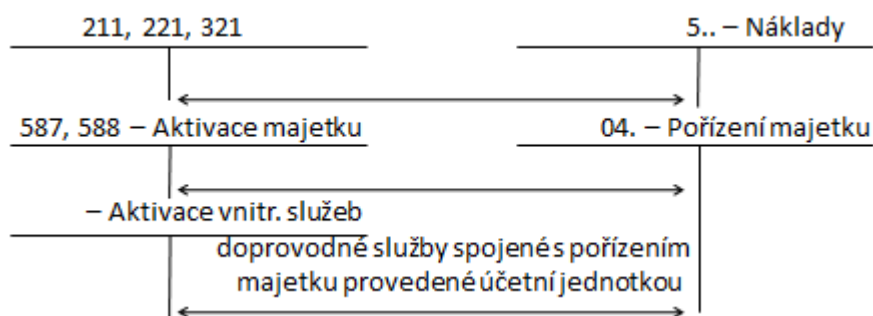 211, 221, 321 5.. – Náklady
587, 588 – Aktivace majetku 04. – Pořízení majetku
– Aktivace vnitr. služeb
doprovodné služby spojené s pořízením
majetku provedené účetní jednotkou